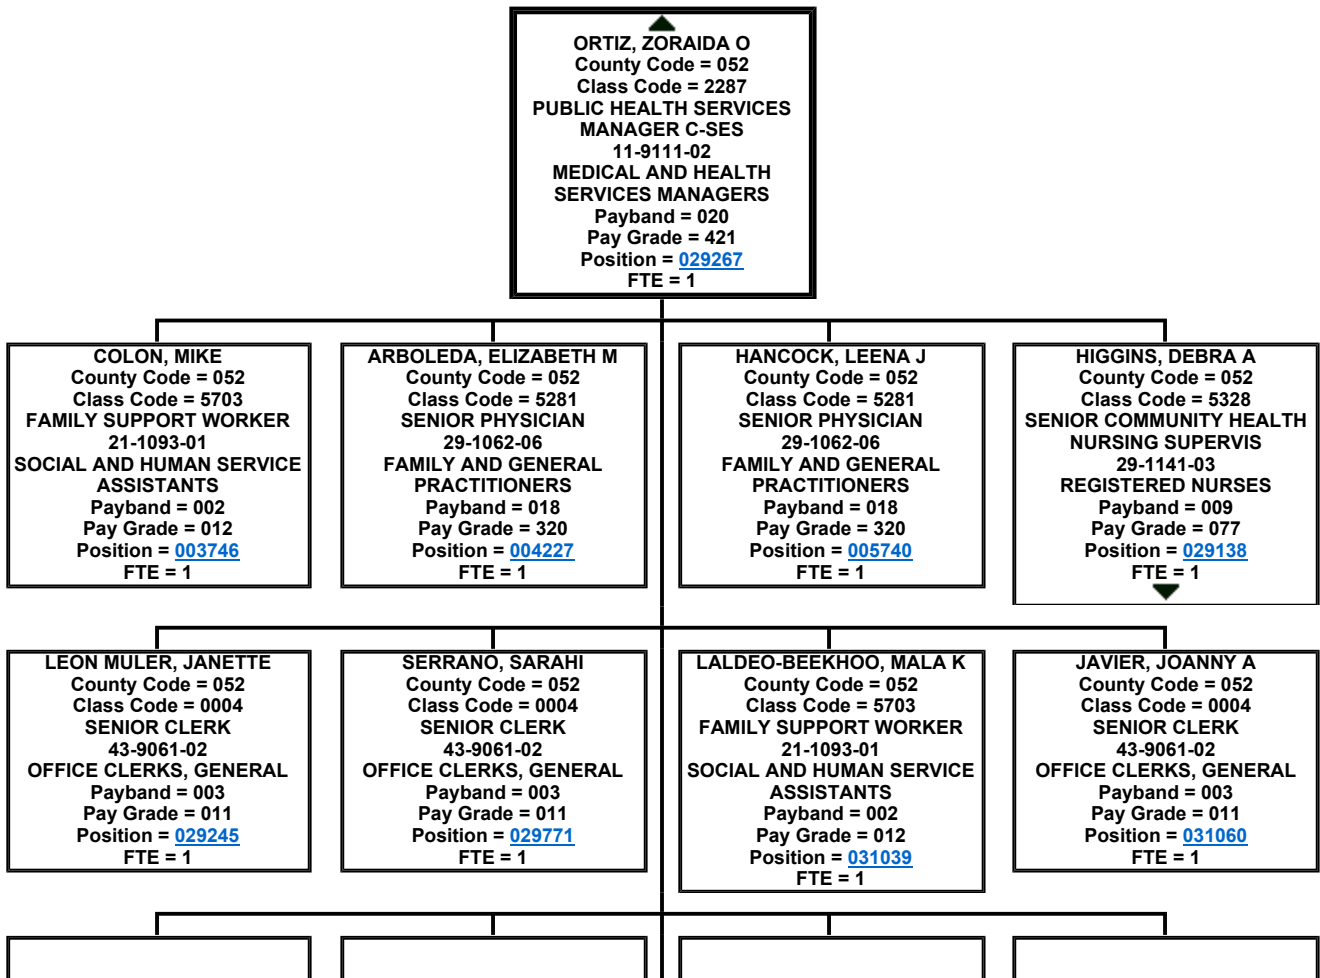 ORTIZ, ZORAIDA O
County Code = 052
Class Code = 2287
PUBLIC HEALTH SERVICES
MANAGER C-SES
11-9111-02
MEDICAL AND HEALTH
SERVICES MANAGERS
Payband = 020
Pay Grade = 421
Position = 029267
FTE = 1
COLON, MIKE
County Code = 052
Class Code = 5703
FAMILY SUPPORT WORKER
21-1093-01
SOCIAL AND HUMAN SERVICE
ASSISTANTS
Payband = 002
Pay Grade = 012
Position = 003746
FTE = 1
ARBOLEDA, ELIZABETH M
County Code = 052
Class Code = 5281
SENIOR PHYSICIAN
29-1062-06
FAMILY AND GENERAL
PRACTITIONERS
Payband = 018
Pay Grade = 320
Position = 004227
FTE = 1
HANCOCK, LEENA J
County Code = 052
Class Code = 5281
SENIOR PHYSICIAN
29-1062-06
FAMILY AND GENERAL
PRACTITIONERS
Payband = 018
Pay Grade = 320
Position = 005740
FTE = 1
HIGGINS, DEBRA A
County Code = 052
Class Code = 5328
SENIOR COMMUNITY HEALTH
NURSING SUPERVIS
29-1141-03
REGISTERED NURSES
Payband = 009
Pay Grade = 077
Position = 029138
FTE = 1
LEON MULER, JANETTE
County Code = 052
Class Code = 0004
SENIOR CLERK
43-9061-02
OFFICE CLERKS, GENERAL
Payband = 003
Pay Grade = 011
Position = 029245
FTE = 1
SERRANO, SARAHI
County Code = 052
Class Code = 0004
SENIOR CLERK
43-9061-02
OFFICE CLERKS, GENERAL
Payband = 003
Pay Grade = 011
Position = 029771
FTE = 1
LALDEO-BEEKHOO, MALA K
County Code = 052
Class Code = 5703
FAMILY SUPPORT WORKER
21-1093-01
SOCIAL AND HUMAN SERVICE
ASSISTANTS
Payband = 002
Pay Grade = 012
Position = 031039
FTE = 1
JAVIER, JOANNY A
County Code = 052
Class Code = 0004
SENIOR CLERK
43-9061-02
OFFICE CLERKS, GENERAL
Payband = 003
Pay Grade = 011
Position = 031060
FTE = 1